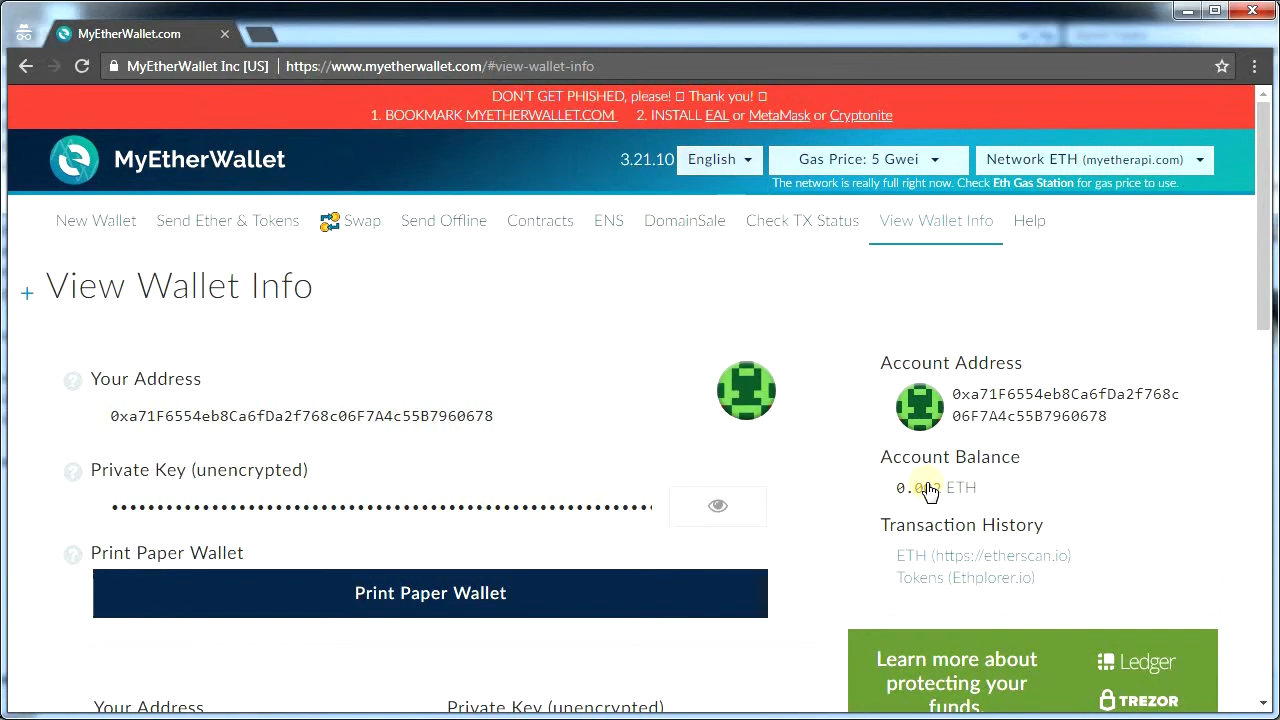 MyEtherWallet.com
MyEtherWallet Inc [US] https://www.myetherwallet.com/#view-wallet-info
DON'T GET PHISHED, please! Thank you!
1. BOOKMARK MYETHERWALLET.COM 2. INSTALL EAL or MetaMask or Cryptonite
MyEtherWallet 3.21.10 English Gas Price: 5 Gwei Network ETH (myetherapi.com)
The network is really full right now. Check Eth Gas Station for gas price to use.
New Wallet Send Ether & Tokens Swap Send Offline Contracts ENS DomainSale Check TX Status View Wallet Info Help
+ View Wallet Info
Your Address
0xa71F6554eb8Ca6fDa2f768c06F7A4c55B7960678
Private Key (unencrypted)
Print Paper Wallet
Print Paper Wallet
Your Address Private Key (unencrypted)
Account Address
0xa71F6554eb8Ca6fDa2f768c
06F7A4c55B7960678
Account Balance
ETH
Transaction History
ETH (https://etherscan.io)
Tokens (Ethplorer.io)
Learn more about
protecting your
funds.
Ledger
TREZOR